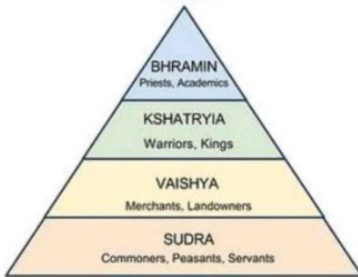 BHRAMIN
Priests, Academics
KSHATRYIA
Warriors, Kings
VAISHYA
Merchants, Landowners
SUDRA
Commoners, Peasants, Servants